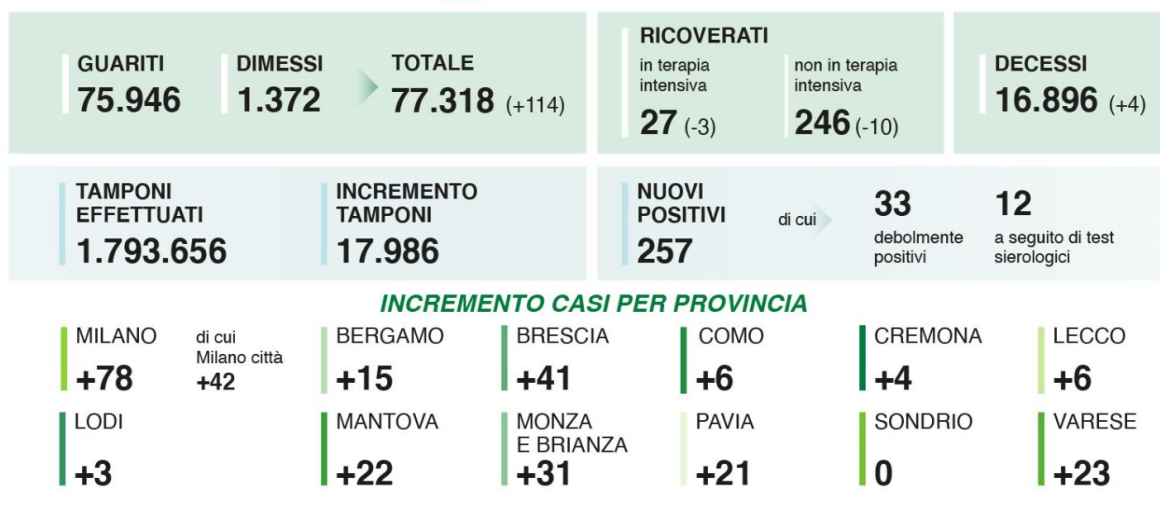 GUARITI
75.946
DIMESSI
1.372
TOTALE
77.318 (+114)
RICOVERATI
in terapia
intensiva
27 (-3)
non in terapia
intensiva
246 (-10)
DECESSI
16.896 (+4)
TAMPONI
EFFETTUATI
1.793.656
INCREMENTO
TAMPONI
17.986
NUOVI
POSITIVI
257
di cui
33
debolmente
positivi
12
a seguito di test
sierologici
INCREMENTO CASI PER PROVINCIA
MILANO
+78
di cui
Milano città
+42
BERGAMO
+15
BRESCIA
+41
COMO
+6
CREMONA
+4
LECCO
+6
LODI
+3
MANTOVA
+22
MONZA
E BRIANZA
+31
PAVIA
+21
SONDRIO
0
VARESE
+23